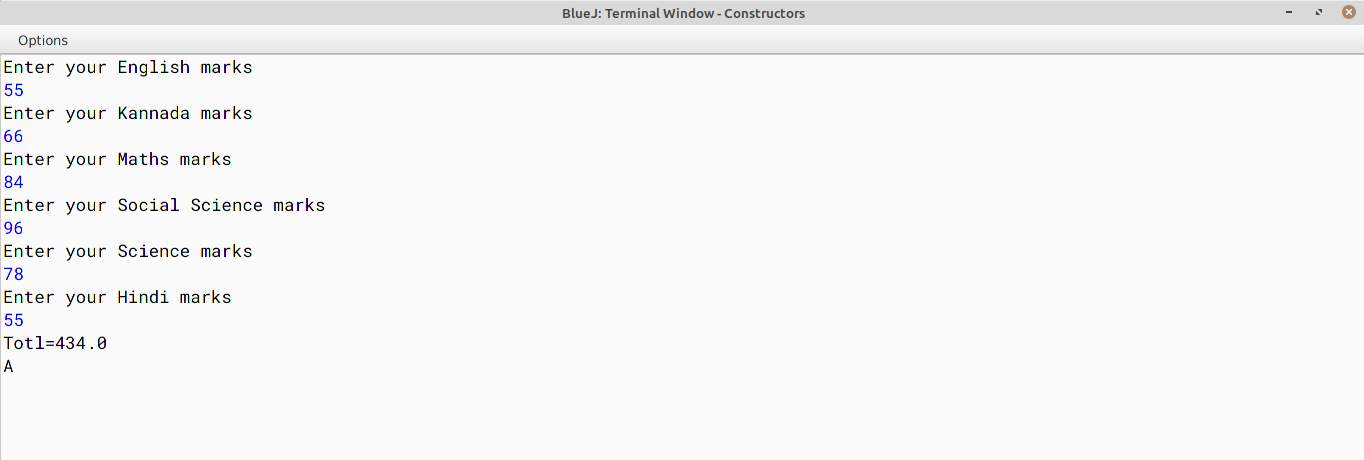 BlueJ: Terminal Window - Constructors
Options
Enter your English marks
55
Enter your Kannada marks
66
Enter your Maths marks
84
Enter your Social Science marks
96
Enter your Science marks
78
Enter your Hindi marks
55
Totl=434.0
A